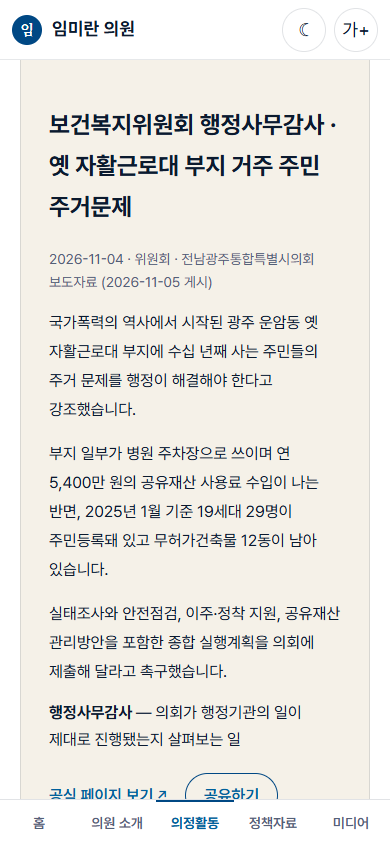 임 임미란 의원 ☾ 가+
보건복지위원회 행정사무감사 ·
옛 자활근로대 부지 거주 주민
주거문제
2026-11-04 · 위원회 · 전남광주통합특별시의회
보도자료 (2026-11-05 게시)
국가폭력의 역사에서 시작된 광주 운암동 옛
자활근로대 부지에 수십 년째 사는 주민들의
주거 문제를 행정이 해결해야 한다고
강조했습니다.
부지 일부가 병원 주차장으로 쓰이며 연
5,400만 원의 공유재산 사용료 수입이 나는
반면, 2025년 1월 기준 19세대 29명이
주민등록돼 있고 무허가건축물 12동이 남아
있습니다.
실태조사와 안전점검, 이주·정착 지원, 공유재산
관리방안을 포함한 종합 실행계획을 의회에
제출해 달라고 촉구했습니다.
행정사무감사 — 의회가 행정기관의 일이
제대로 진행됐는지 살펴보는 일
공식 페이지 보기 ↗ 공유하기
홈 의원 소개 의정활동 정책자료 미디어